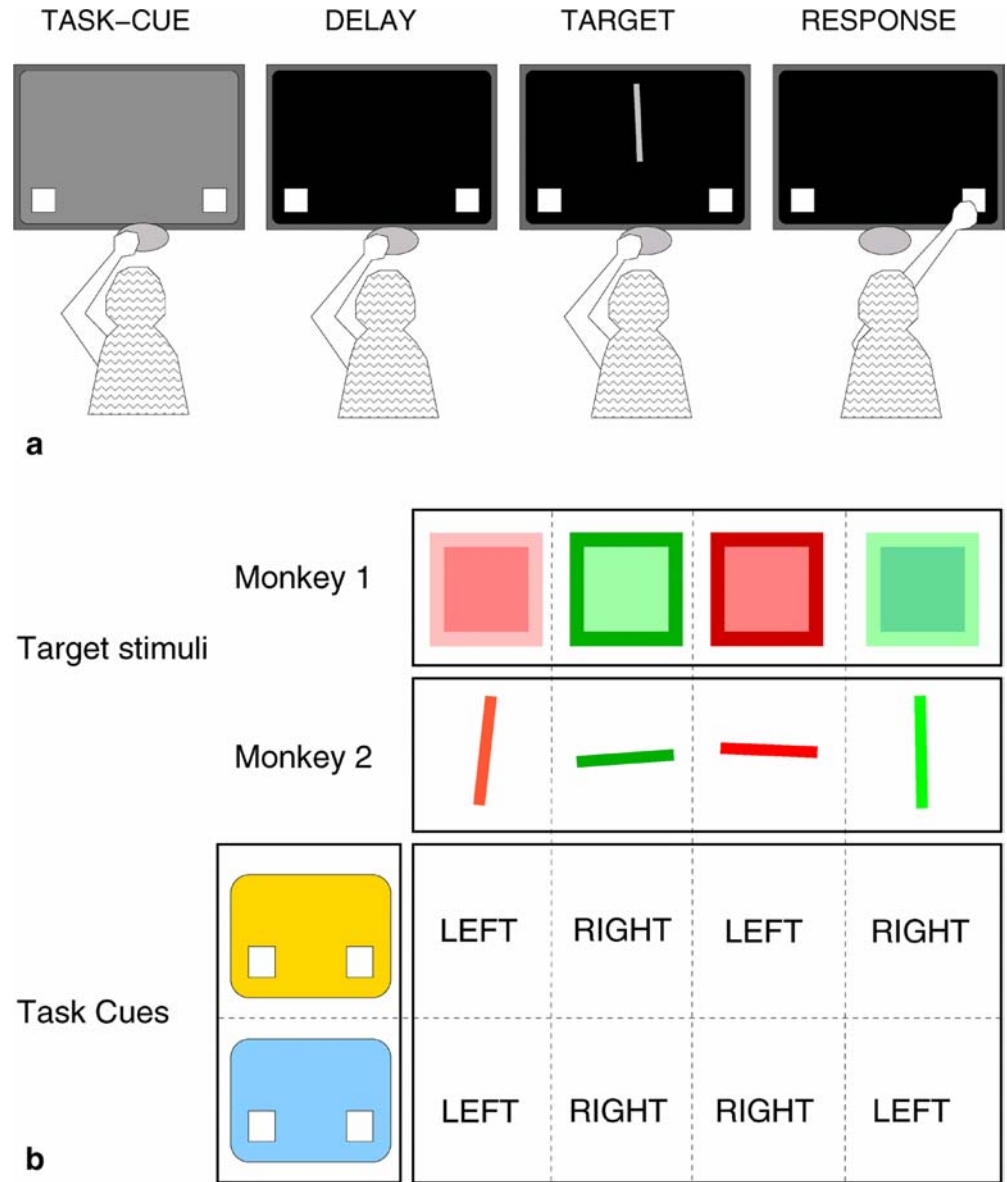 TASK–CUE DELAY TARGET RESPONSE
a
Monkey 1
Target stimuli
Monkey 2
LEFT RIGHT LEFT RIGHT
Task Cues
LEFT RIGHT RIGHT LEFT
b